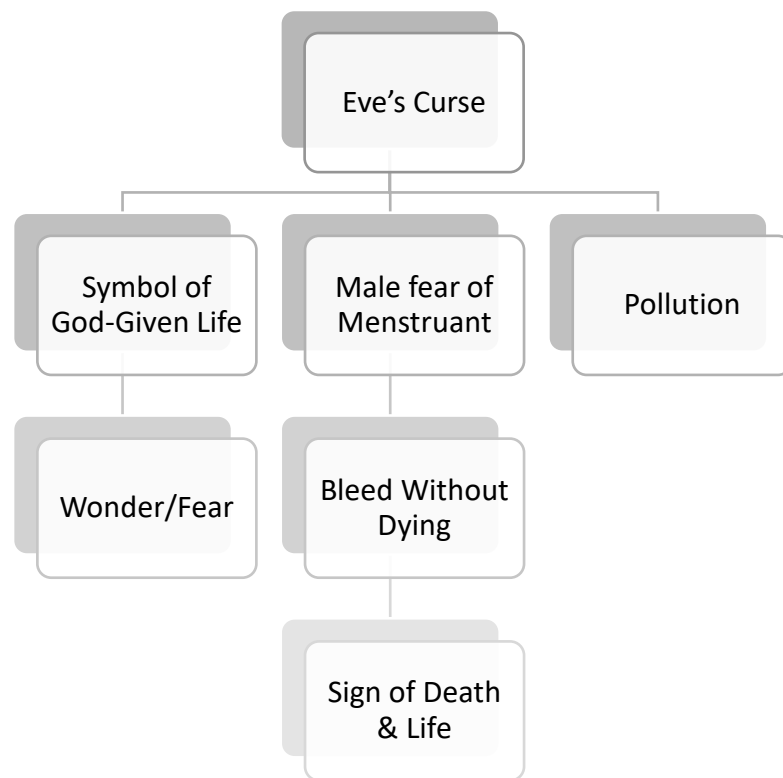 Eve’s Curse
Symbol of
God-Given Life
Male fear of
Menstruant
Pollution
Wonder/Fear
Bleed Without
Dying
Sign of Death
& Life